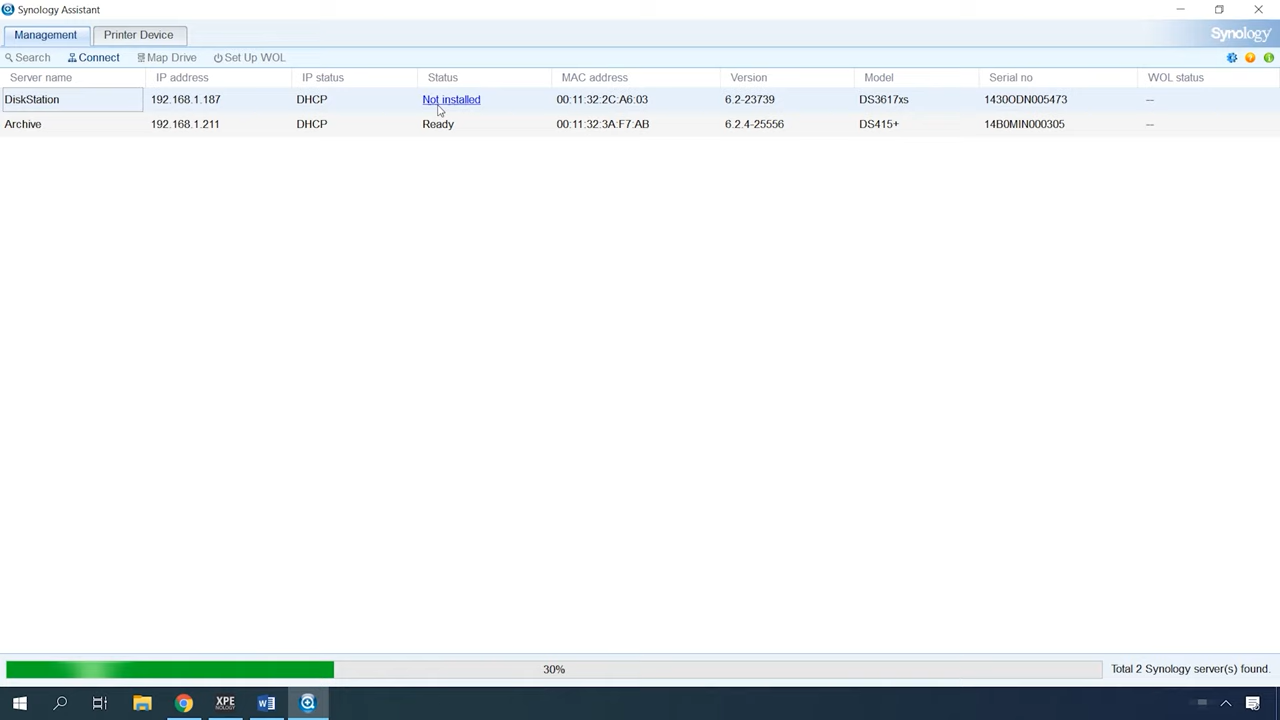 Synology Assistant
Management Printer Device Synology
Search Connect Map Drive Set Up WOL
Server name IP address IP status Status MAC address Version Model Serial no WOL status
DiskStation 192.168.1.187 DHCP Not installed 00:11:32:2C:A6:03 6.2-23739 DS3617xs 1430ODN005473 --
Archive 192.168.1.211 DHCP Ready 00:11:32:3A:F7:AB 6.2.4-25556 DS415+ 14B0MIN000305 --
30% Total 2 Synology server(s) found.
XPE
NOLOGY